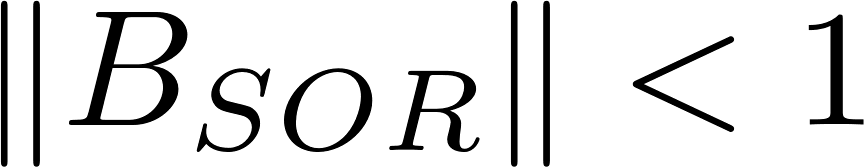 ‖B_{SOR}‖ < 1